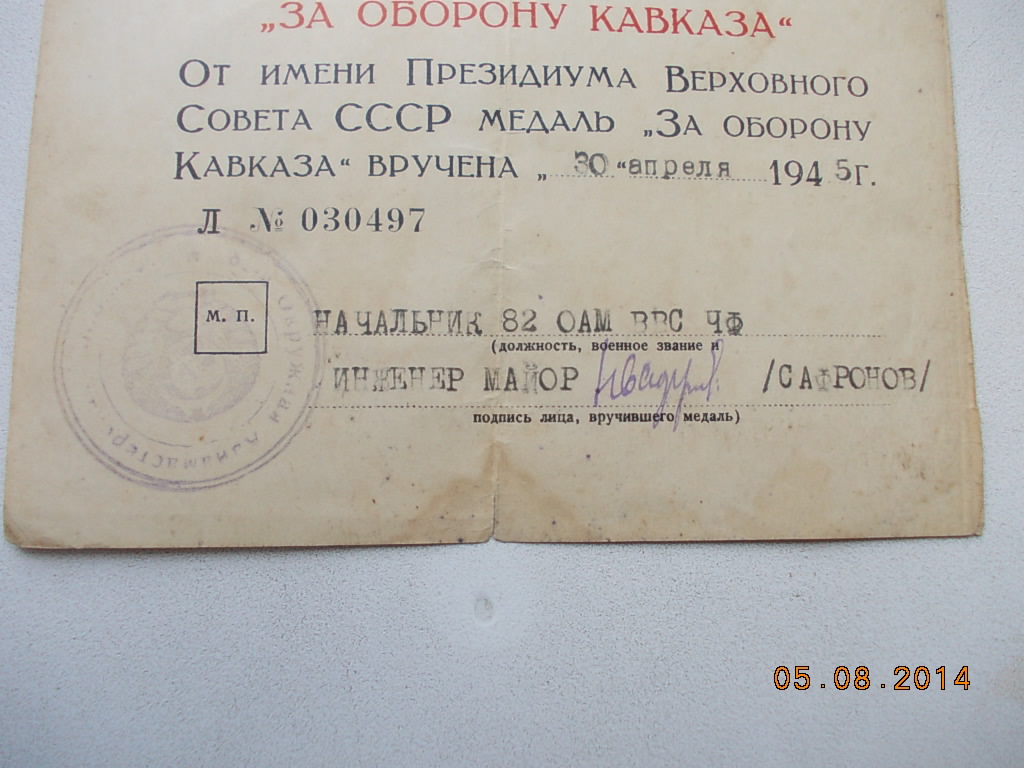 „ЗА ОБОРОНУ КАВКАЗА“
ОТ ИМЕНИ ПРЕЗИДИУМА ВЕРХОВНОГО
СОВЕТА СССР МЕДАЛЬ „ЗА ОБОРОНУ
КАВКАЗА“ ВРУЧЕНА „30“ апреля 1945г.
Л № 030497
М. П.
НАЧАЛЬНИК 82 ОАМ ВВС ЧФ
(должность, военное звание и
ИНЖЕНЕР МАЙОР /САФРОНОВ/
подпись лица, вручившего медаль)
05.08.2014